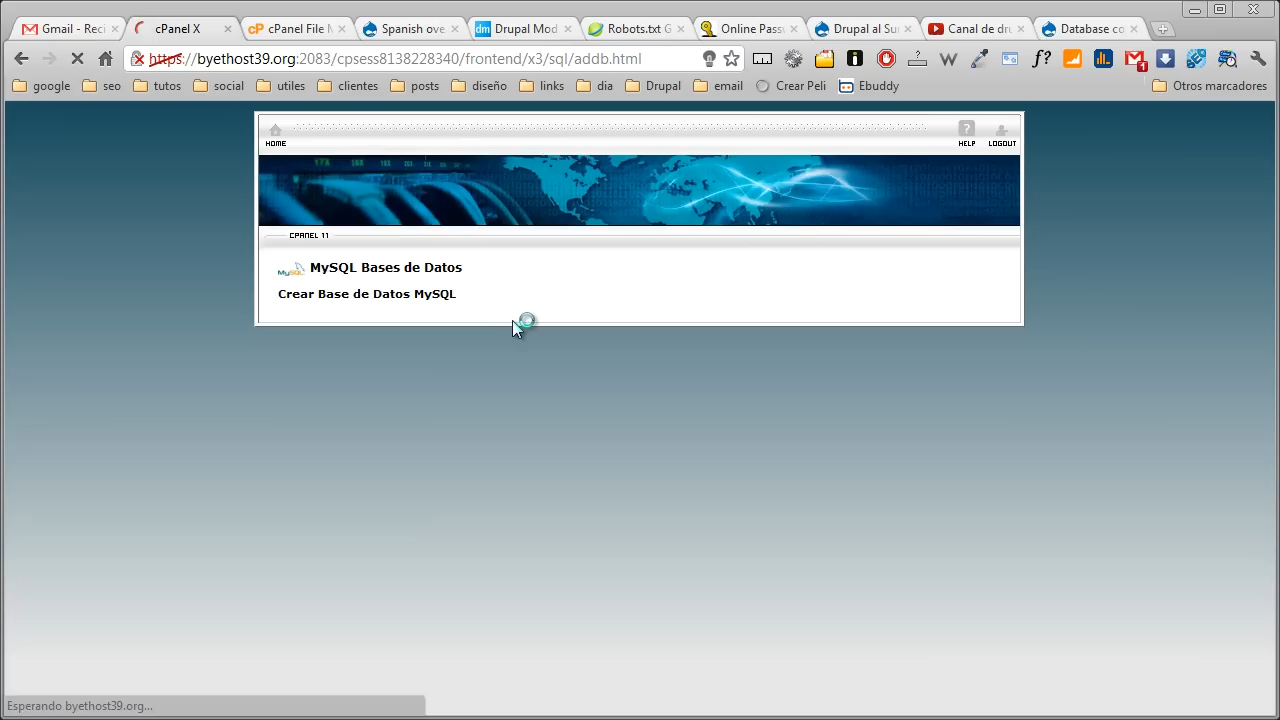 Gmail - Reci
cPanel X
cPanel File M
Spanish ove
Drupal Mod
Robots.txt G
Online Passw
Drupal al Su
Canal de dru
Database co
https://byethost39.org:2083/cpsess8138228340/frontend/x3/sql/addb.html
google
seo
tutos
social
utiles
clientes
posts
diseño
links
dia
Drupal
email
Crear Peli
Ebuddy
Otros marcadores
HOME
HELP
LOGOUT
CPANEL 11
MySQL
MySQL Bases de Datos
Crear Base de Datos MySQL
Esperando byethost39.org...